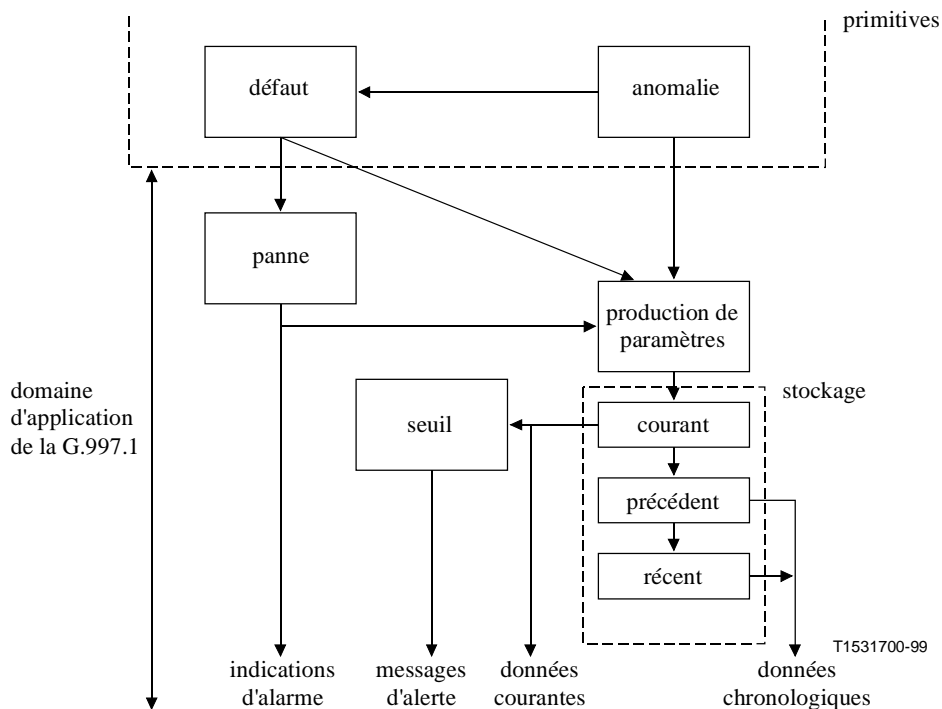 primitives
défaut
anomalie
panne
production de
paramètres
domaine
d'application
de la G.997.1
stockage
seuil
courant
précédent
récent
T1531700-99
indications
d'alarme
messages
d'alerte
données
courantes
données
chronologiques